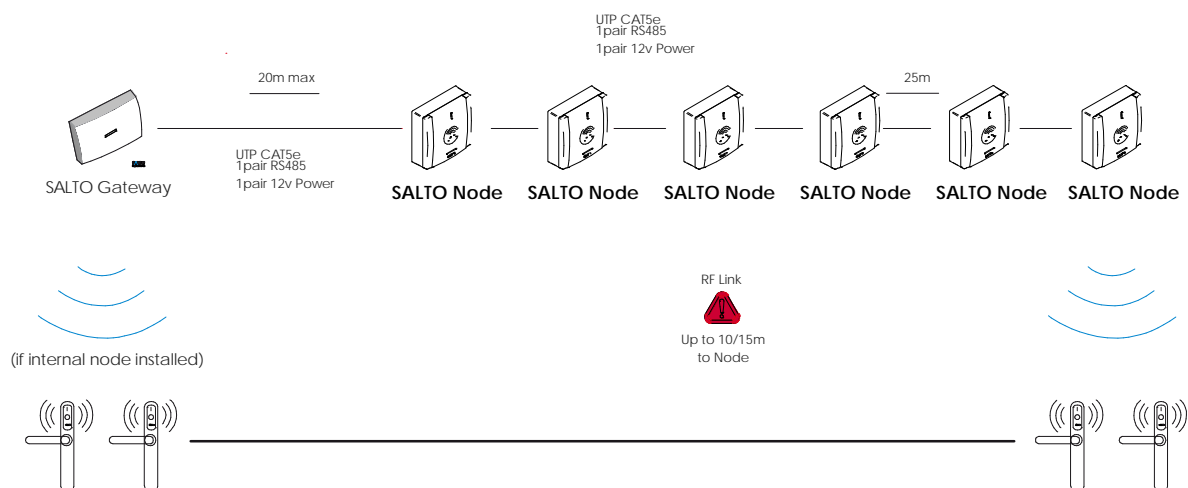 UTP CAT5e
1pair RS485
1pair 12v Power
20m max
25m
UTP CAT5e
1pair RS485
1pair 12v Power
SALTO Gateway
SALTO Node
SALTO Node
SALTO Node
SALTO Node
SALTO Node
SALTO Node
RF Link
Up to 10/15m
to Node
(if internal node installed)